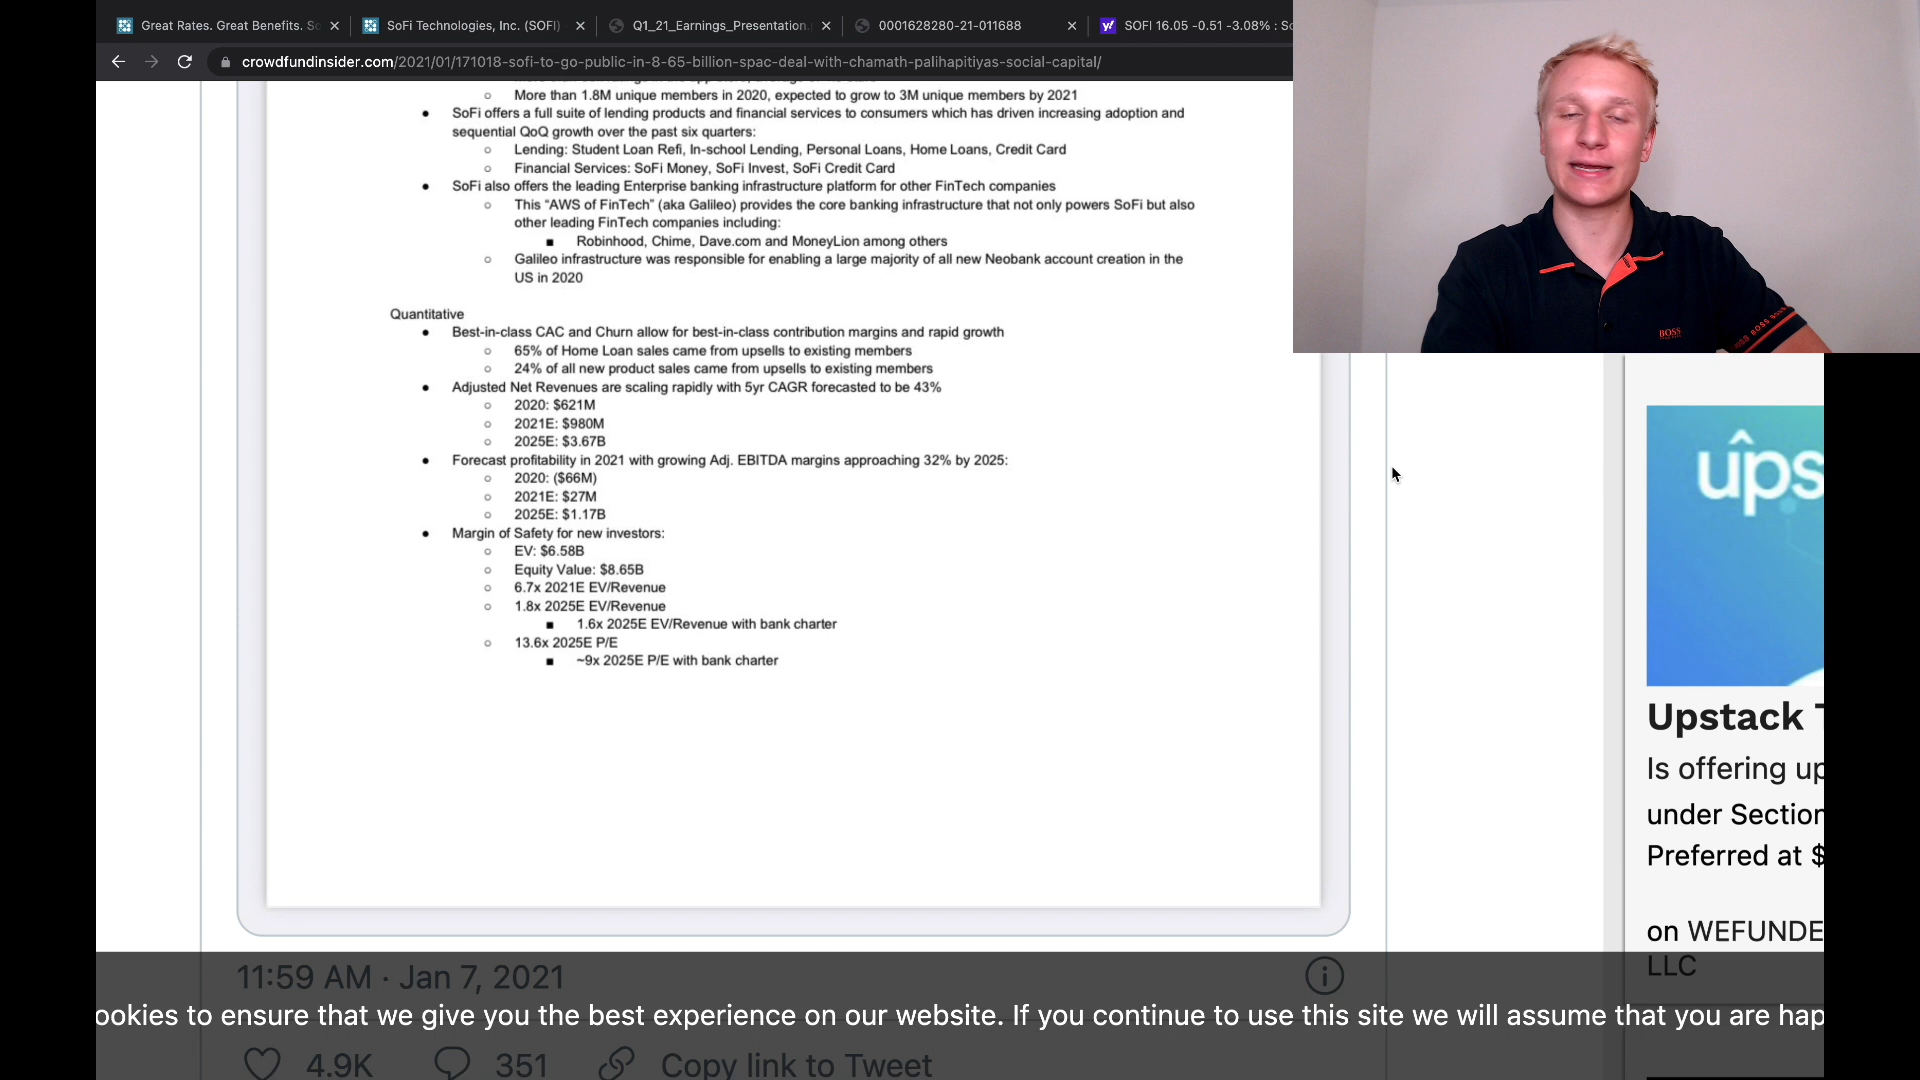 Great Rates. Great Benefits. So
SoFi Technologies, Inc. (SOFI)
Q1_21_Earnings_Presentation.
0001628280-21-011688
y!
SOFI 16.05 -0.51 -3.08% : So
crowdfundinsider.com/2021/01/171018-sofi-to-go-public-in-8-65-billion-spac-deal-with-chamath-palihapitiyas-social-capital/
○ More than 1.8M unique members in 2020, expected to grow to 3M unique members by 2021
● SoFi offers a full suite of lending products and financial services to consumers which has driven increasing adoption and
sequential QoQ growth over the past six quarters:
○ Lending: Student Loan Refi, In-school Lending, Personal Loans, Home Loans, Credit Card
○ Financial Services: SoFi Money, SoFi Invest, SoFi Credit Card
● SoFi also offers the leading Enterprise banking infrastructure platform for other FinTech companies
○ This “AWS of FinTech” (aka Galileo) provides the core banking infrastructure that not only powers SoFi but also
other leading FinTech companies including:
■ Robinhood, Chime, Dave.com and MoneyLion among others
○ Galileo infrastructure was responsible for enabling a large majority of all new Neobank account creation in the
US in 2020
Quantitative
● Best-in-class CAC and Churn allow for best-in-class contribution margins and rapid growth
○ 65% of Home Loan sales came from upsells to existing members
○ 24% of all new product sales came from upsells to existing members
● Adjusted Net Revenues are scaling rapidly with 5yr CAGR forecasted to be 43%
○ 2020: $621M
○ 2021E: $980M
○ 2025E: $3.67B
● Forecast profitability in 2021 with growing Adj. EBITDA margins approaching 32% by 2025:
○ 2020: ($66M)
○ 2021E: $27M
○ 2025E: $1.17B
● Margin of Safety for new investors:
○ EV: $6.58B
○ Equity Value: $8.65B
○ 6.7x 2021E EV/Revenue
○ 1.8x 2025E EV/Revenue
■ 1.6x 2025E EV/Revenue with bank charter
○ 13.6x 2025E P/E
■ ~9x 2025E P/E with bank charter
11:59 AM · Jan 7, 2021
ookies to ensure that we give you the best experience on our website. If you continue to use this site we will assume that you are hap
4.9K
351
Copy link to Tweet
BOSS
BOSS BOSS
ups
Upstack T
Is offering up
under Section
Preferred at $
on WEFUNDE
LLC